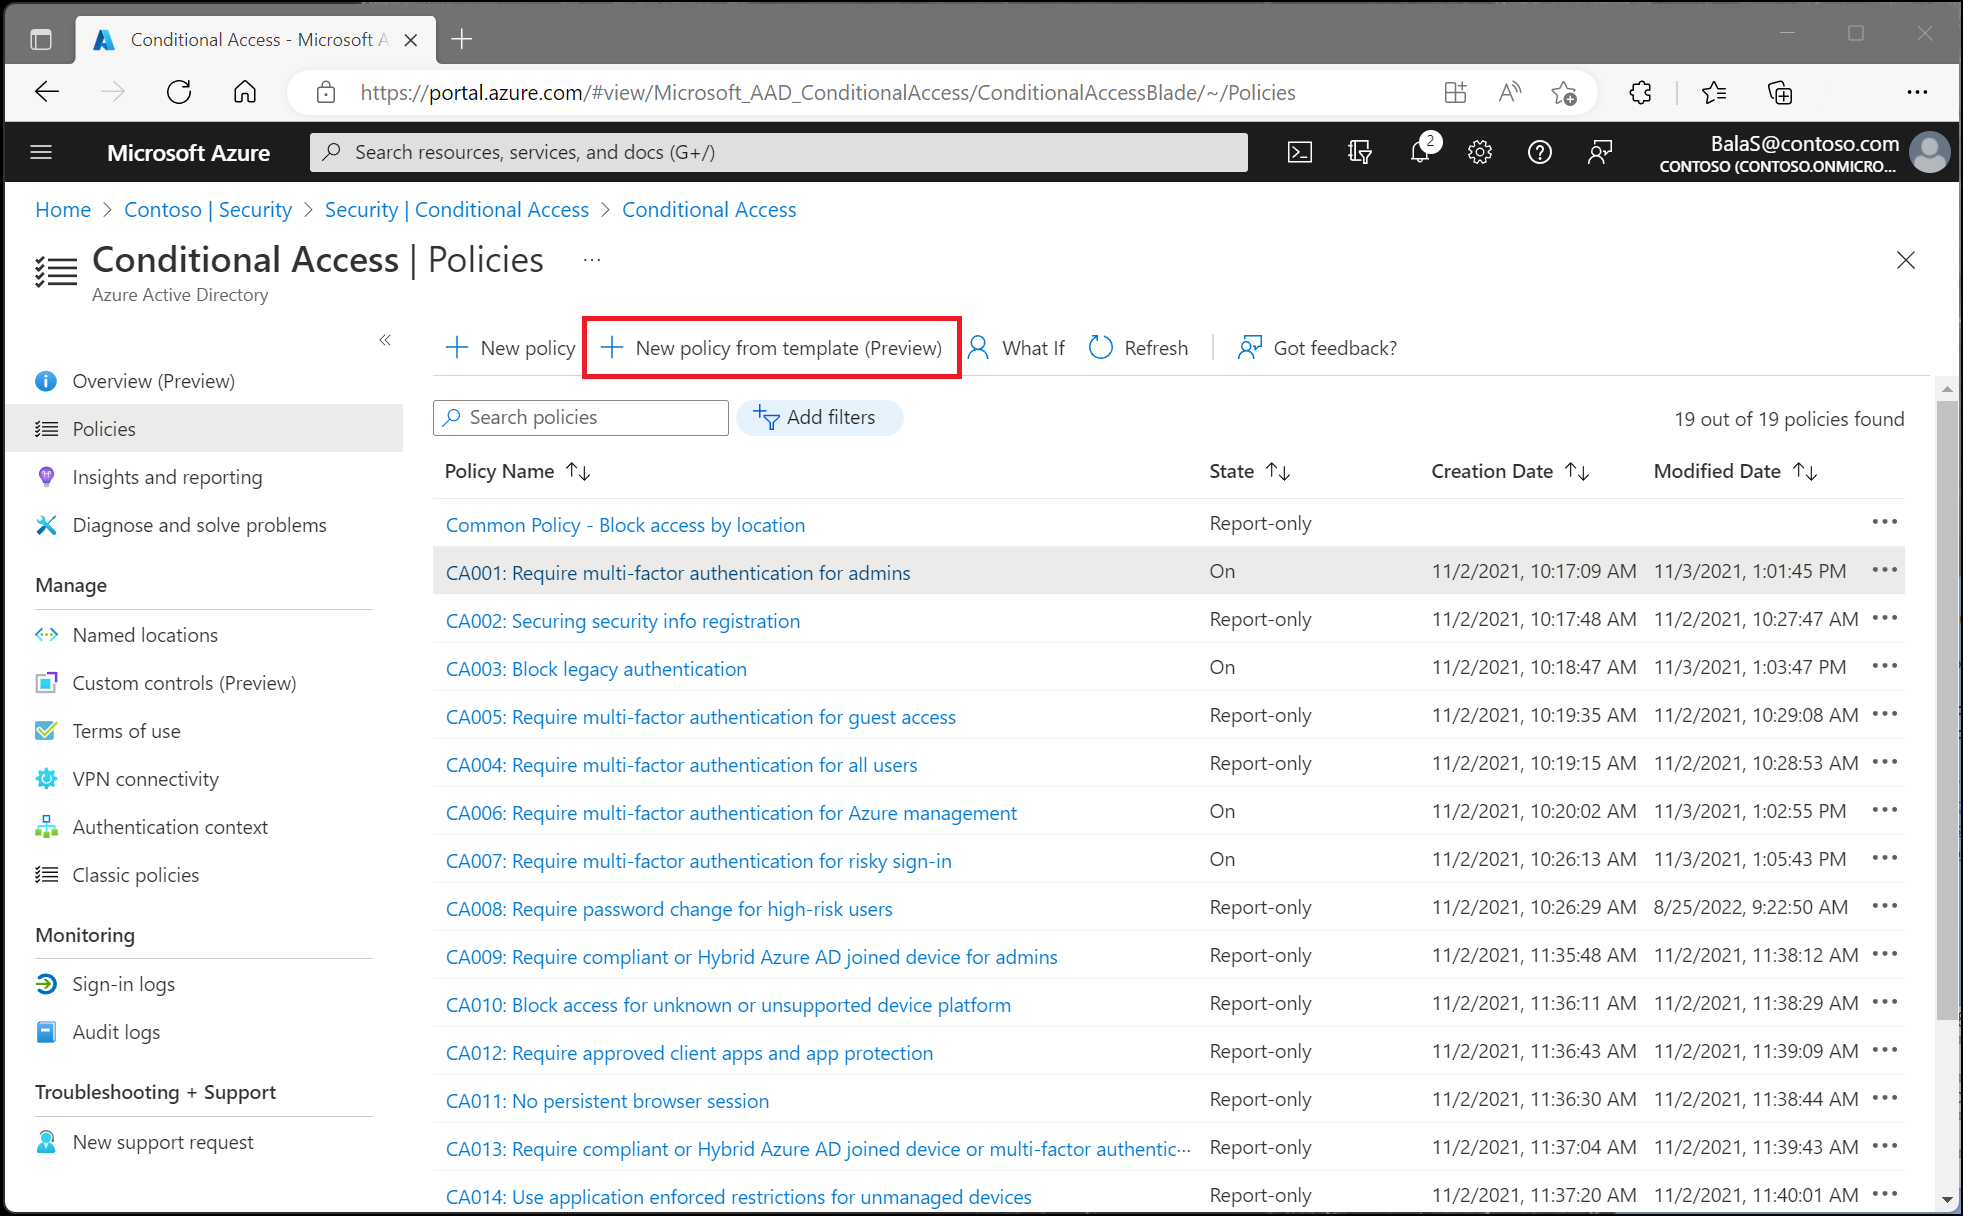 Conditional Access - Microsoft A
https://portal.azure.com/#view/Microsoft_AAD_ConditionalAccess/ConditionalAccessBlade/~/Policies
Microsoft Azure
Search resources, services, and docs (G+/)
2
BalaS@contoso.com
CONTOSO (CONTOSO.ONMICRO...
Home > Contoso | Security > Security | Conditional Access > Conditional Access
Conditional Access | Policies ...
Azure Active Directory
Overview (Preview)
Policies
Insights and reporting
Diagnose and solve problems
Manage
Named locations
Custom controls (Preview)
Terms of use
VPN connectivity
Authentication context
Classic policies
Monitoring
Sign-in logs
Audit logs
Troubleshooting + Support
New support request
New policy New policy from template (Preview) What If Refresh Got feedback?
Search policies Add filters 19 out of 19 policies found
Policy Name State Creation Date Modified Date
Common Policy - Block access by location Report-only
CA001: Require multi-factor authentication for admins On 11/2/2021, 10:17:09 AM 11/3/2021, 1:01:45 PM
CA002: Securing security info registration Report-only 11/2/2021, 10:17:48 AM 11/2/2021, 10:27:47 AM
CA003: Block legacy authentication On 11/2/2021, 10:18:47 AM 11/3/2021, 1:03:47 PM
CA005: Require multi-factor authentication for guest access Report-only 11/2/2021, 10:19:35 AM 11/2/2021, 10:29:08 AM
CA004: Require multi-factor authentication for all users Report-only 11/2/2021, 10:19:15 AM 11/2/2021, 10:28:53 AM
CA006: Require multi-factor authentication for Azure management On 11/2/2021, 10:20:02 AM 11/3/2021, 1:02:55 PM
CA007: Require multi-factor authentication for risky sign-in On 11/2/2021, 10:26:13 AM 11/3/2021, 1:05:43 PM
CA008: Require password change for high-risk users Report-only 11/2/2021, 10:26:29 AM 8/25/2022, 9:22:50 AM
CA009: Require compliant or Hybrid Azure AD joined device for admins Report-only 11/2/2021, 11:35:48 AM 11/2/2021, 11:38:12 AM
CA010: Block access for unknown or unsupported device platform Report-only 11/2/2021, 11:36:11 AM 11/2/2021, 11:38:29 AM
CA012: Require approved client apps and app protection Report-only 11/2/2021, 11:36:43 AM 11/2/2021, 11:39:09 AM
CA011: No persistent browser session Report-only 11/2/2021, 11:36:30 AM 11/2/2021, 11:38:44 AM
CA013: Require compliant or Hybrid Azure AD joined device or multi-factor authentic... Report-only 11/2/2021, 11:37:04 AM 11/2/2021, 11:39:43 AM
CA014: Use application enforced restrictions for unmanaged devices Report-only 11/2/2021, 11:37:20 AM 11/2/2021, 11:40:01 AM